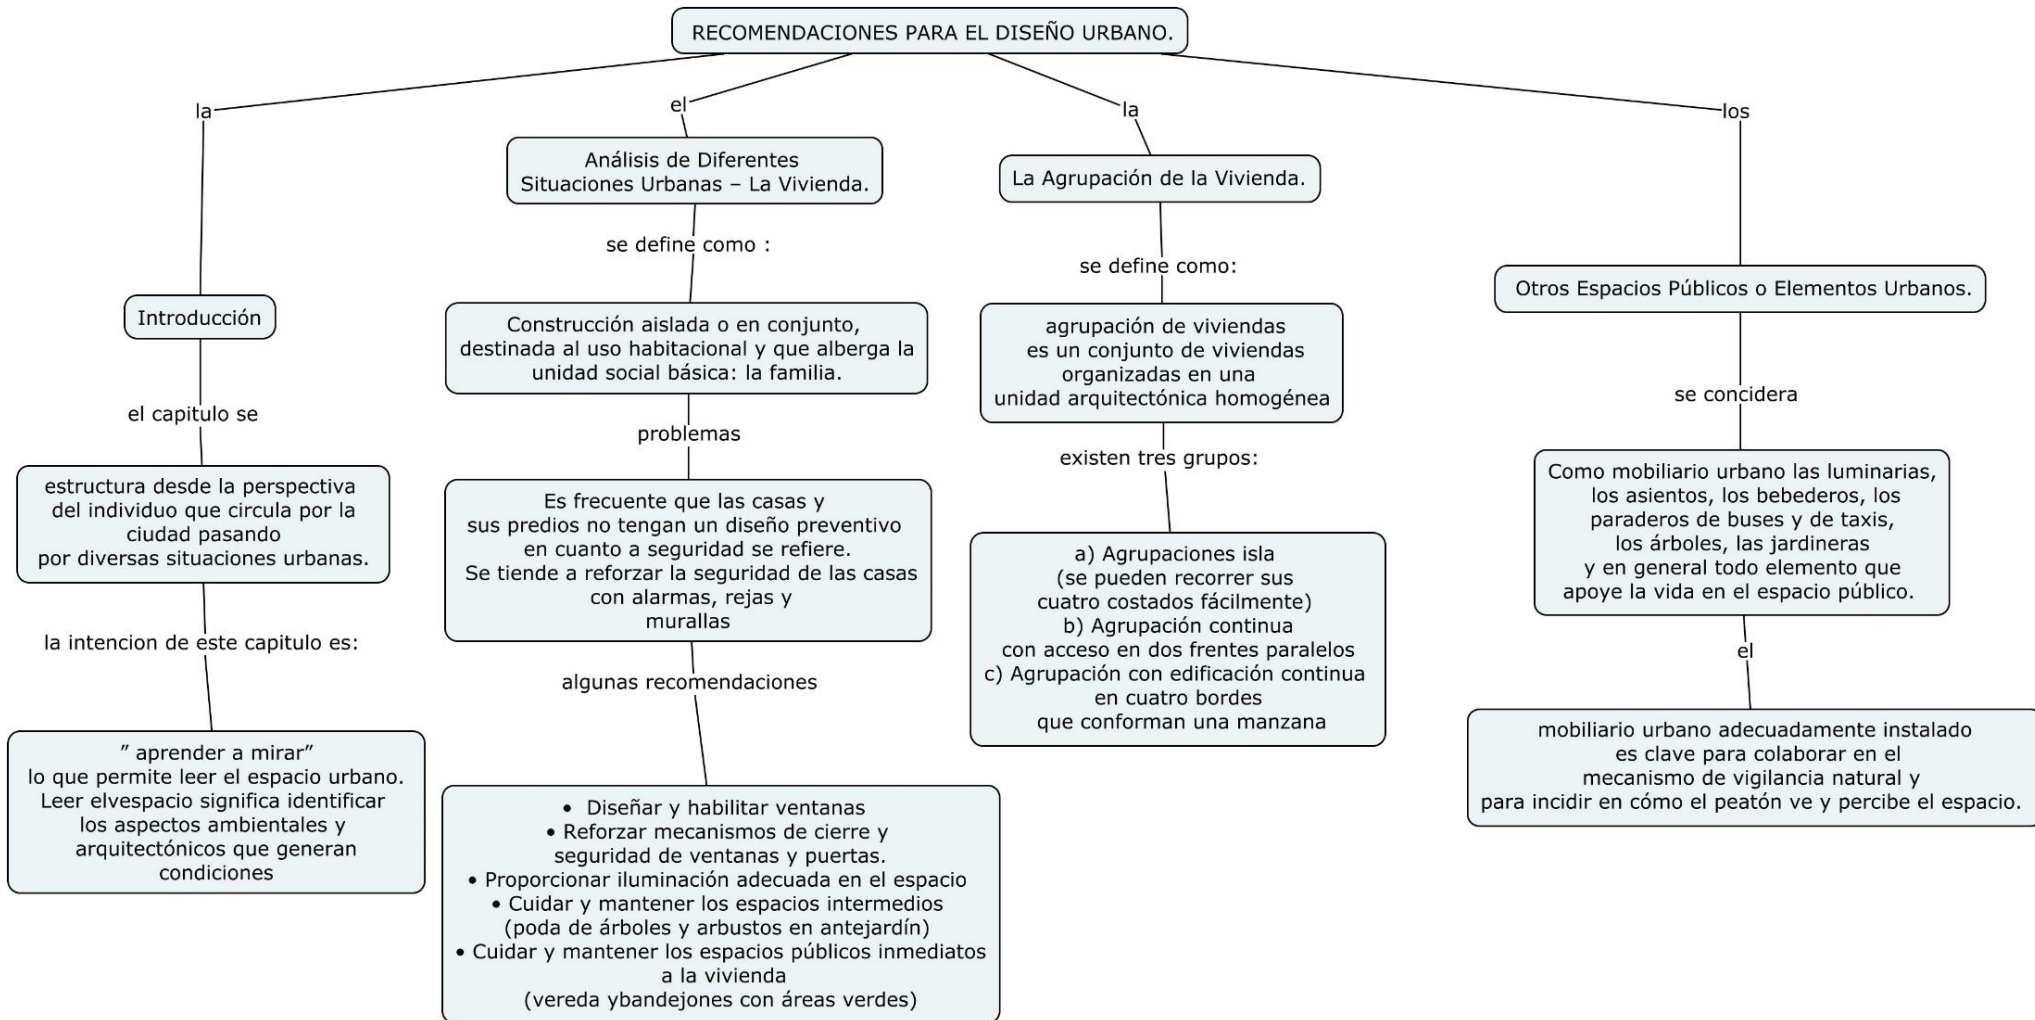 RECOMENDACIONES PARA EL DISEÑO URBANO.
la
Introducción
el capitulo se
estructura desde la perspectiva
del individuo que circula por la
ciudad pasando
por diversas situaciones urbanas.
la intencion de este capitulo es:
” aprender a mirar”
lo que permite leer el espacio urbano.
Leer elvespacio significa identificar
los aspectos ambientales y
arquitectónicos que generan
condiciones
el
Análisis de Diferentes
Situaciones Urbanas – La Vivienda.
se define como :
Construcción aislada o en conjunto,
destinada al uso habitacional y que alberga la
unidad social básica: la familia.
problemas
Es frecuente que las casas y
sus predios no tengan un diseño preventivo
en cuanto a seguridad se refiere.
Se tiende a reforzar la seguridad de las casas
con alarmas, rejas y
murallas
algunas recomendaciones
• Diseñar y habilitar ventanas
• Reforzar mecanismos de cierre y
seguridad de ventanas y puertas.
• Proporcionar iluminación adecuada en el espacio
• Cuidar y mantener los espacios intermedios
(poda de árboles y arbustos en antejardín)
• Cuidar y mantener los espacios públicos inmediatos
a la vivienda
(vereda ybandejones con áreas verdes)
la
La Agrupación de la Vivienda.
se define como:
agrupación de viviendas
es un conjunto de viviendas
organizadas en una
unidad arquitectónica homogénea
existen tres grupos:
a) Agrupaciones isla
(se pueden recorrer sus
cuatro costados fácilmente)
b) Agrupación continua
con acceso en dos frentes paralelos
c) Agrupación con edificación continua
en cuatro bordes
que conforman una manzana
los
Otros Espacios Públicos o Elementos Urbanos.
se concidera
Como mobiliario urbano las luminarias,
los asientos, los bebederos, los
paraderos de buses y de taxis,
los árboles, las jardineras
y en general todo elemento que
apoye la vida en el espacio público.
el
mobiliario urbano adecuadamente instalado
es clave para colaborar en el
mecanismo de vigilancia natural y
para incidir en cómo el peatón ve y percibe el espacio.